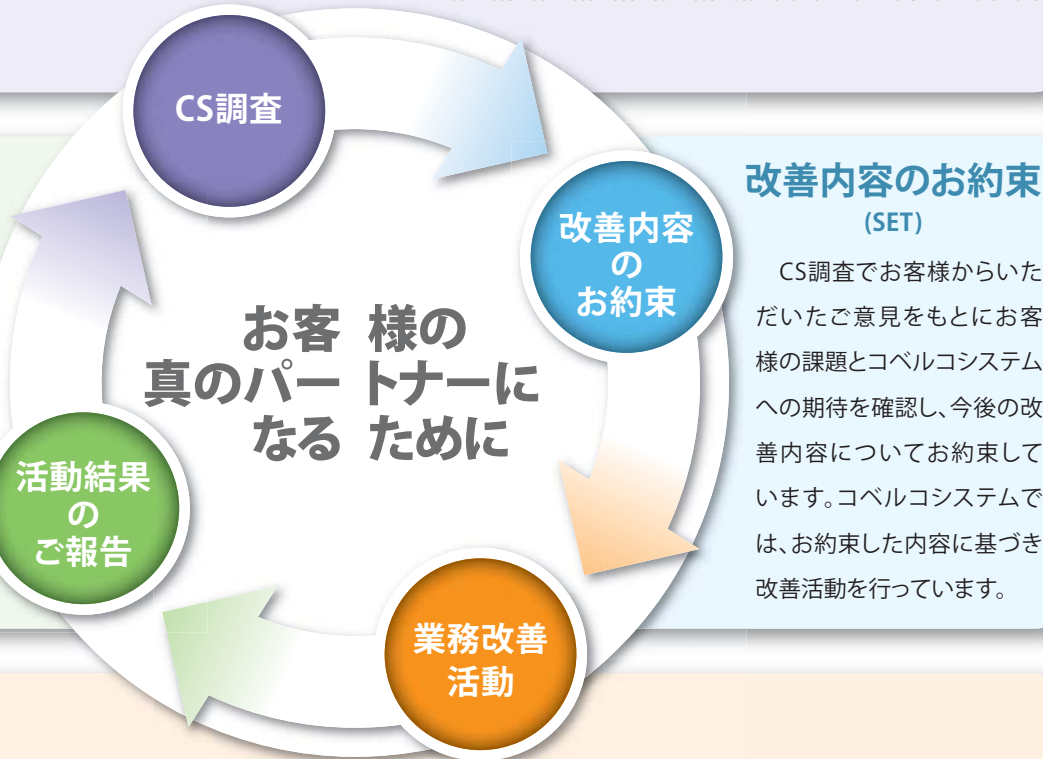 CS調査
改善内容
の
お約束
お客 様の
真のパー トナーに
なる ために
活動結果
の
ご報告
業務改善
活動
改善内容のお約束
(SET)
CS調査でお客様からいた
だいたご意見をもとにお客
様の課題とコベルコシステム
への期待を確認し、今後の改
善内容についてお約束して
います。コベルコシステムで
は、お約束した内容に基づき
改善活動を行っています。